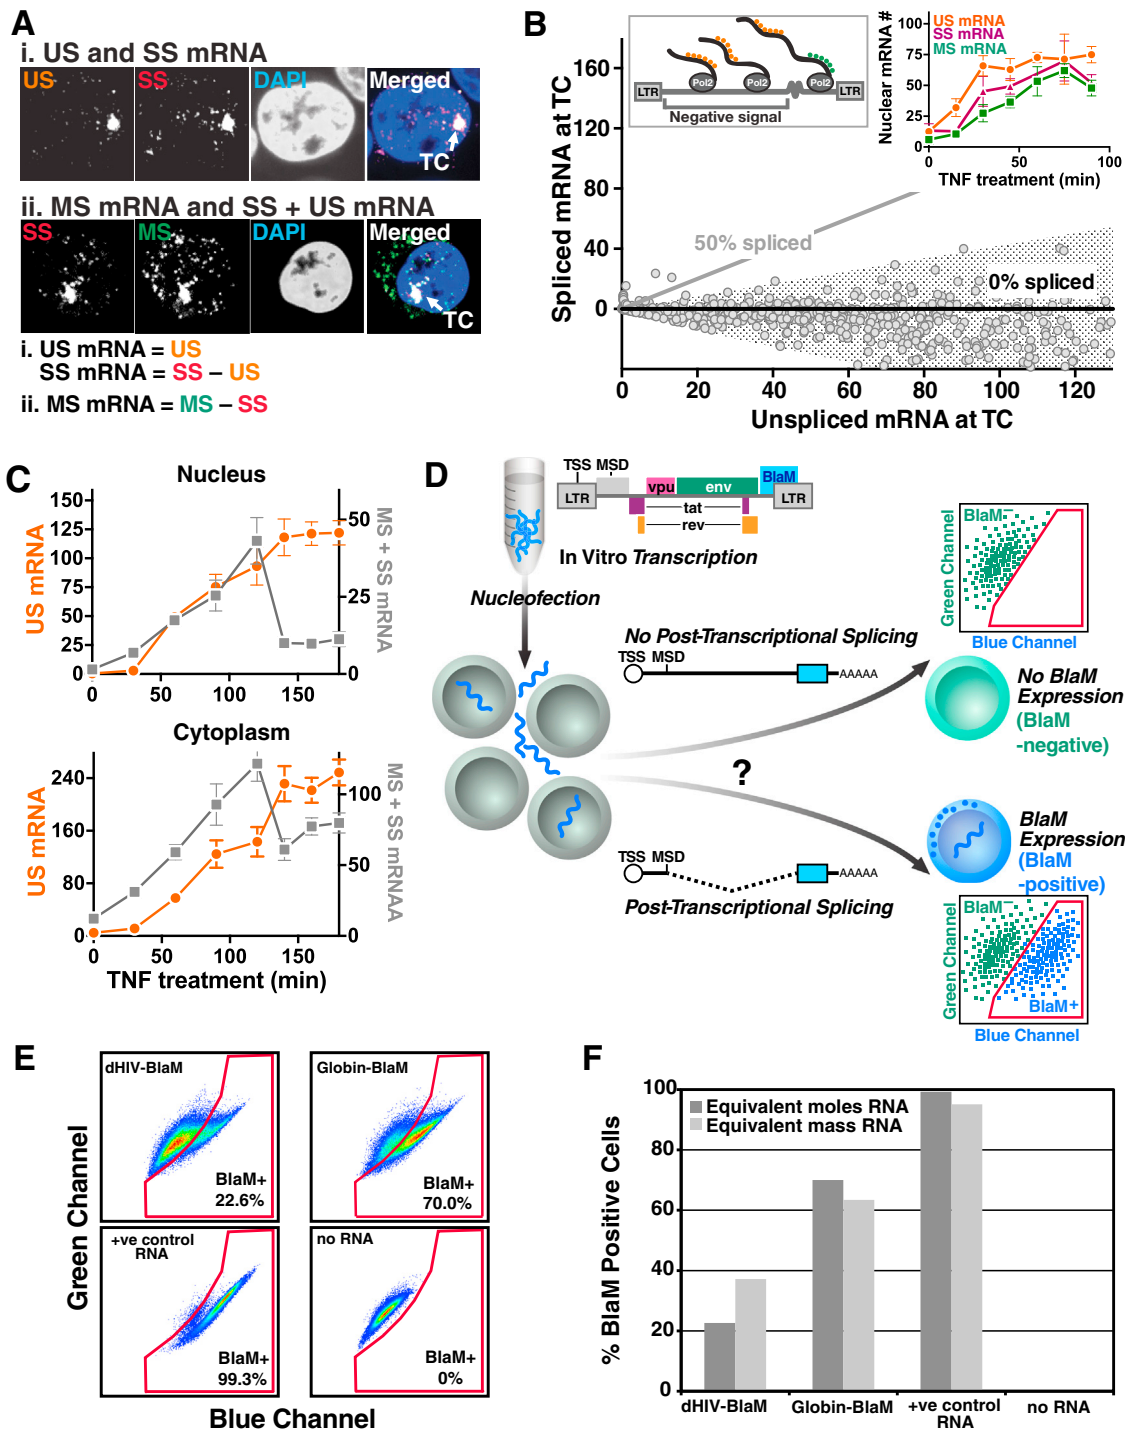 A
i. US and SS mRNA
US
SS
DAPI
Merged
TC
ii. MS mRNA and SS + US mRNA
SS
MS
DAPI
Merged
TC
i. US mRNA = US
SS mRNA = SS – US
ii. MS mRNA = MS – SS
B
Spliced mRNA at TC
160
120
80
40
0
0
20
40
60
80
100
120
Unspliced mRNA at TC
50% spliced
0% spliced
LTR
Pol2
Pol2
Pol2
LTR
Negative signal
Nuclear mRNA #
100
50
25
0
US mRNA
SS mRNA
MS mRNA
0
50
100
TNF treatment (min)
C
Nucleus
US mRNA
150
125
100
75
50
25
0
50
25
0
MS + SS mRNA
0
50
100
150
Cytoplasm
US mRNA
240
160
80
0
100
50
0
MS + SS mRNAA
0
50
100
150
TNF treatment (min)
D
TSS MSD
LTR
vpu
env
BlaM
LTR
tat
rev
In Vitro Transcription
Nucleofection
No Post-Transcriptional Splicing
TSS MSD
AAAAA
?
TSS MSD
AAAAA
Post-Transcriptional Splicing
Green Channel
BlaM–
Blue Channel
No BlaM
Expression
(BlaM
-negative)
BlaM
Expression
(BlaM
-positive)
Green Channel
BlaM–
BlaM+
Blue Channel
E
Green Channel
dHIV-BlaM
BlaM+
22.6%
Globin-BlaM
BlaM+
70.0%
+ve control
RNA
BlaM+
99.3%
no RNA
BlaM+
0%
Blue Channel
F
% BlaM Positive Cells
100
80
60
40
20
0
Equivalent moles RNA
Equivalent mass RNA
dHIV-BlaM
Globin-BlaM
+ve control
RNA
no RNA